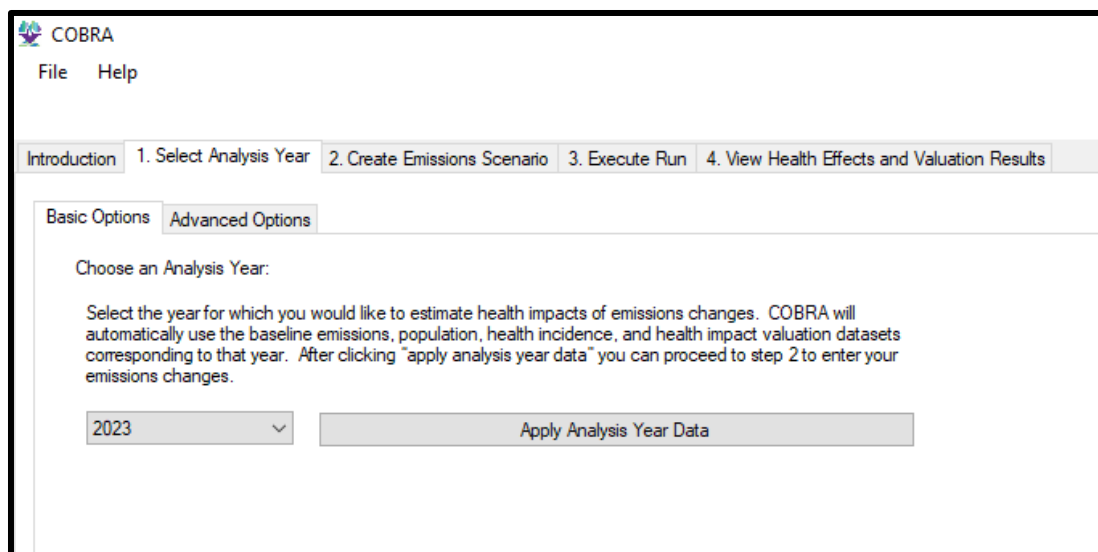 COBRA
File Help
Introduction 1. Select Analysis Year 2. Create Emissions Scenario 3. Execute Run 4. View Health Effects and Valuation Results
Basic Options Advanced Options
Choose an Analysis Year:
Select the year for which you would like to estimate health impacts of emissions changes. COBRA will
automatically use the baseline emissions, population, health incidence, and health impact valuation datasets
corresponding to that year. After clicking "apply analysis year data" you can proceed to step 2 to enter your
emissions changes.
2023 Apply Analysis Year Data